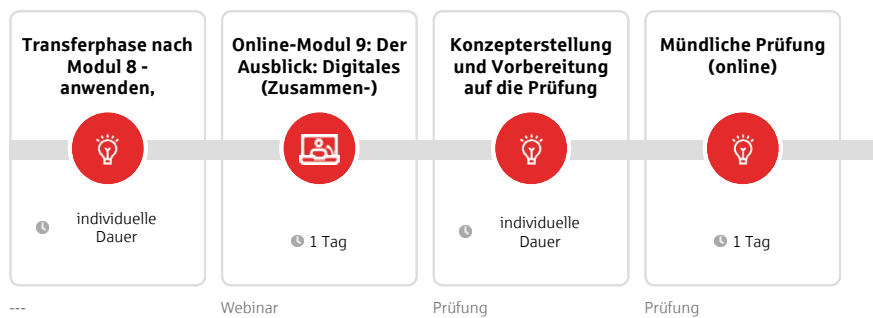 Transferphase nach
Modul 8 -
anwenden,
individuelle
Dauer
---
Online-Modul 9: Der
Ausblick: Digitales
(Zusammen-)
1 Tag
Webinar
Konzepterstellung
und Vorbereitung
auf die Prüfung
individuelle
Dauer
Prüfung
Mündliche Prüfung
(online)
1 Tag
Prüfung